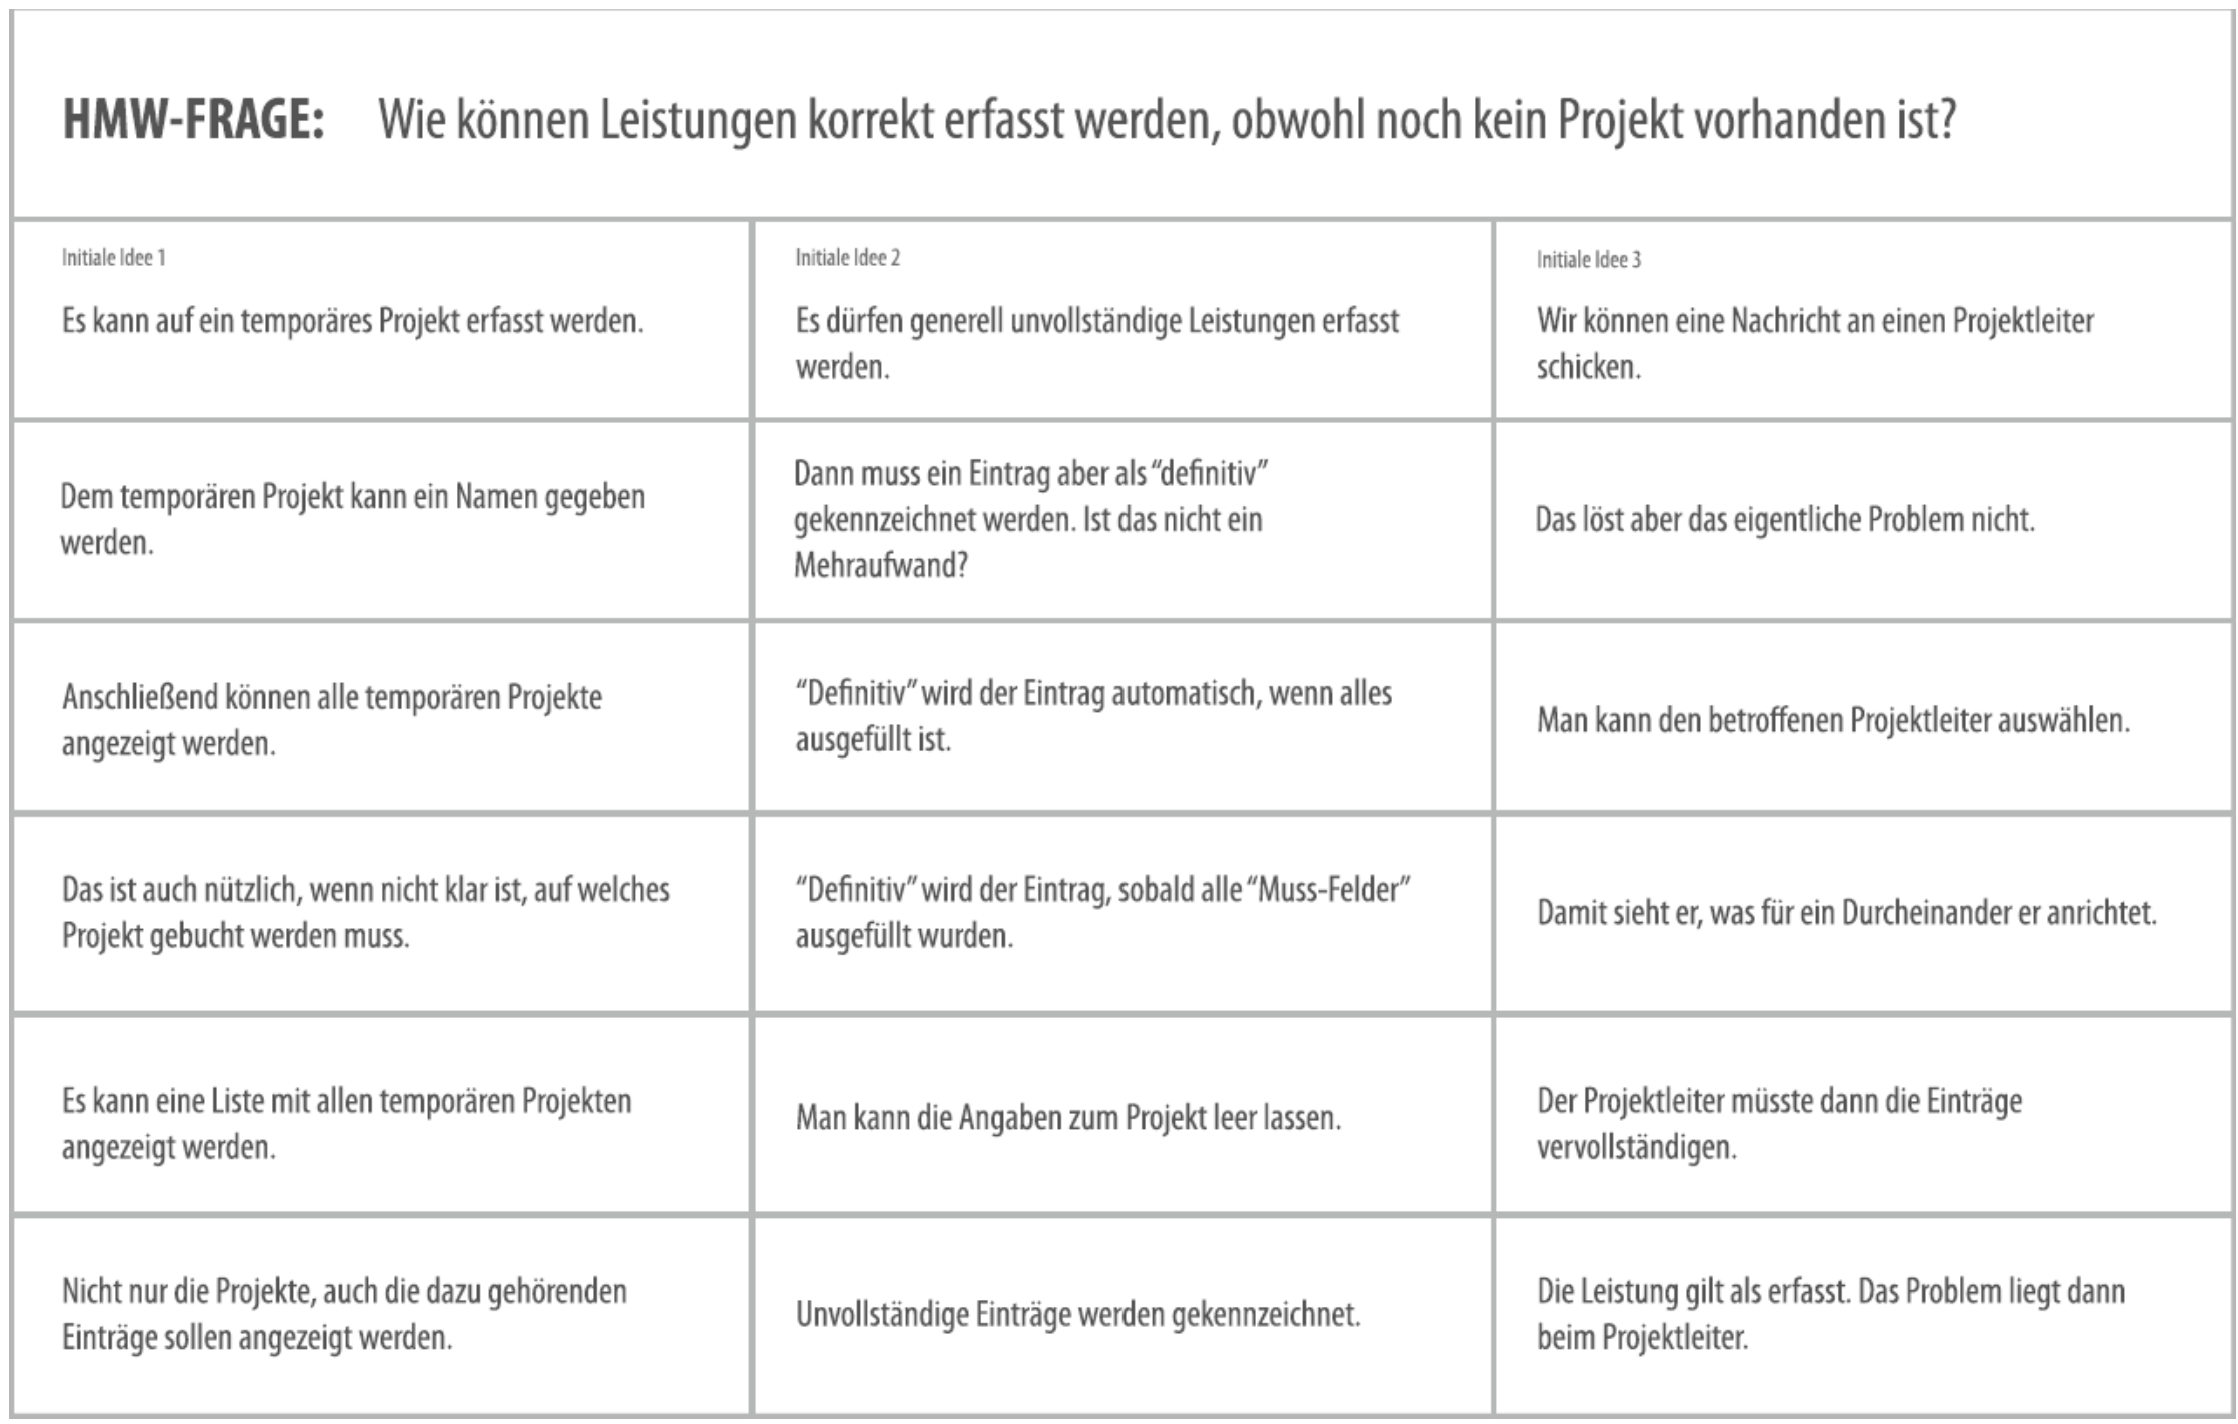 HMW-FRAGE: Wie können Leistungen korrekt erfasst werden, obwohl noch kein Projekt vorhanden ist?
Initiale Idee 1
Es kann auf ein temporäres Projekt erfasst werden.
Initiale Idee 2
Es dürfen generell unvollständige Leistungen erfasst
werden.
Initiale Idee 3
Wir können eine Nachricht an einen Projektleiter
schicken.
Dem temporären Projekt kann ein Namen gegeben
werden.
Dann muss ein Eintrag aber als “definitiv”
gekennzeichnet werden. Ist das nicht ein
Mehraufwand?
Das löst aber das eigentliche Problem nicht.
Anschließend können alle temporären Projekte
angezeigt werden.
“Definitiv” wird der Eintrag automatisch, wenn alles
ausgefüllt ist.
Man kann den betroffenen Projektleiter auswählen.
Das ist auch nützlich, wenn nicht klar ist, auf welches
Projekt gebucht werden muss.
“Definitiv” wird der Eintrag, sobald alle “Muss-Felder”
ausgefüllt wurden.
Damit sieht er, was für ein Durcheinander er anrichtet.
Es kann eine Liste mit allen temporären Projekten
angezeigt werden.
Man kann die Angaben zum Projekt leer lassen.
Der Projektleiter müsste dann die Einträge
vervollständigen.
Nicht nur die Projekte, auch die dazu gehörenden
Einträge sollen angezeigt werden.
Unvollständige Einträge werden gekennzeichnet.
Die Leistung gilt als erfasst. Das Problem liegt dann
beim Projektleiter.